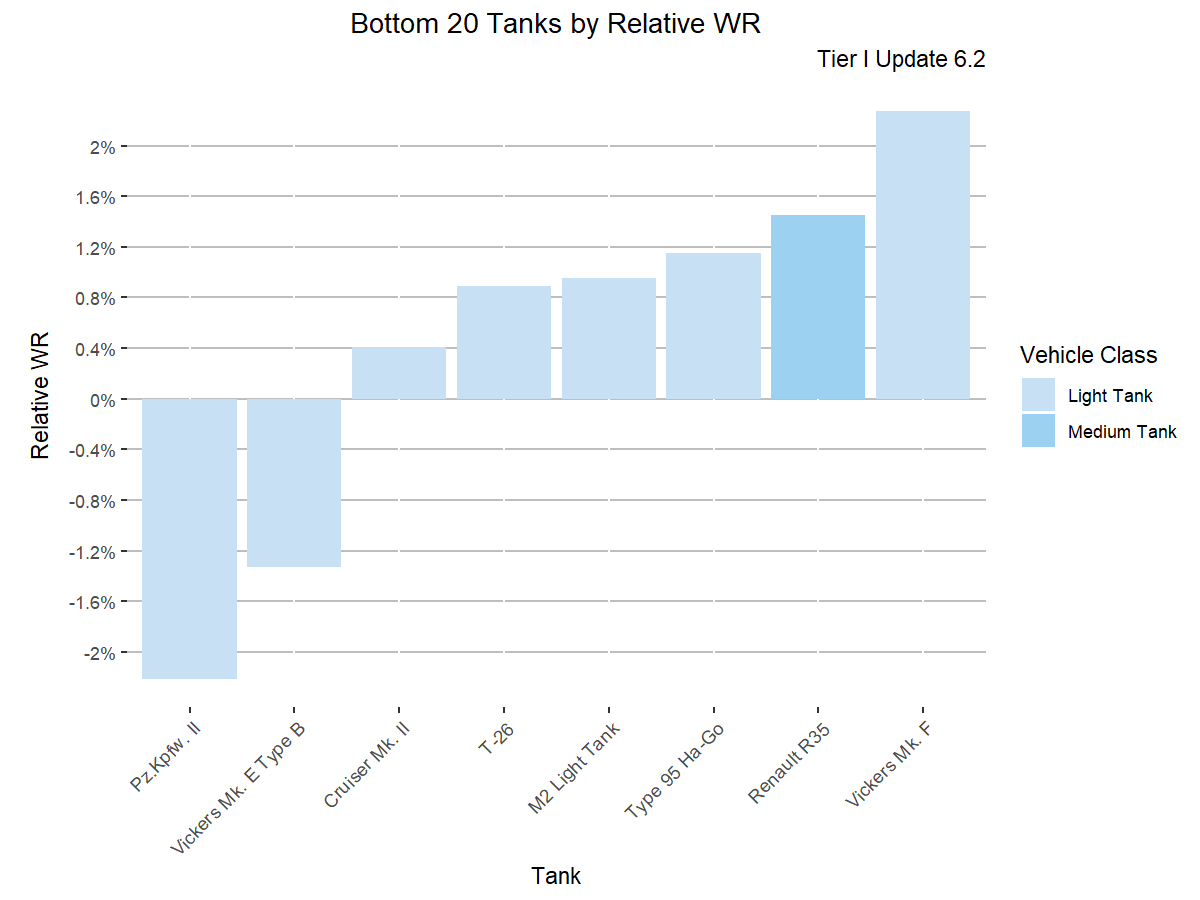 Bottom 20 Tanks by Relative WR
Tier I Update 6.2
2%
1.6%
1.2%
0.8%
0.4%
0%
-0.4%
-0.8%
-1.2%
-1.6%
-2%
Relative WR
Pz.Kpfw. II
Vickers Mk. E Type B
Cruiser Mk. II
T-26
M2 Light Tank
Type 95 Ha-Go
Renault R35
Vickers Mk. F
Tank
Vehicle Class
Light Tank
Medium Tank